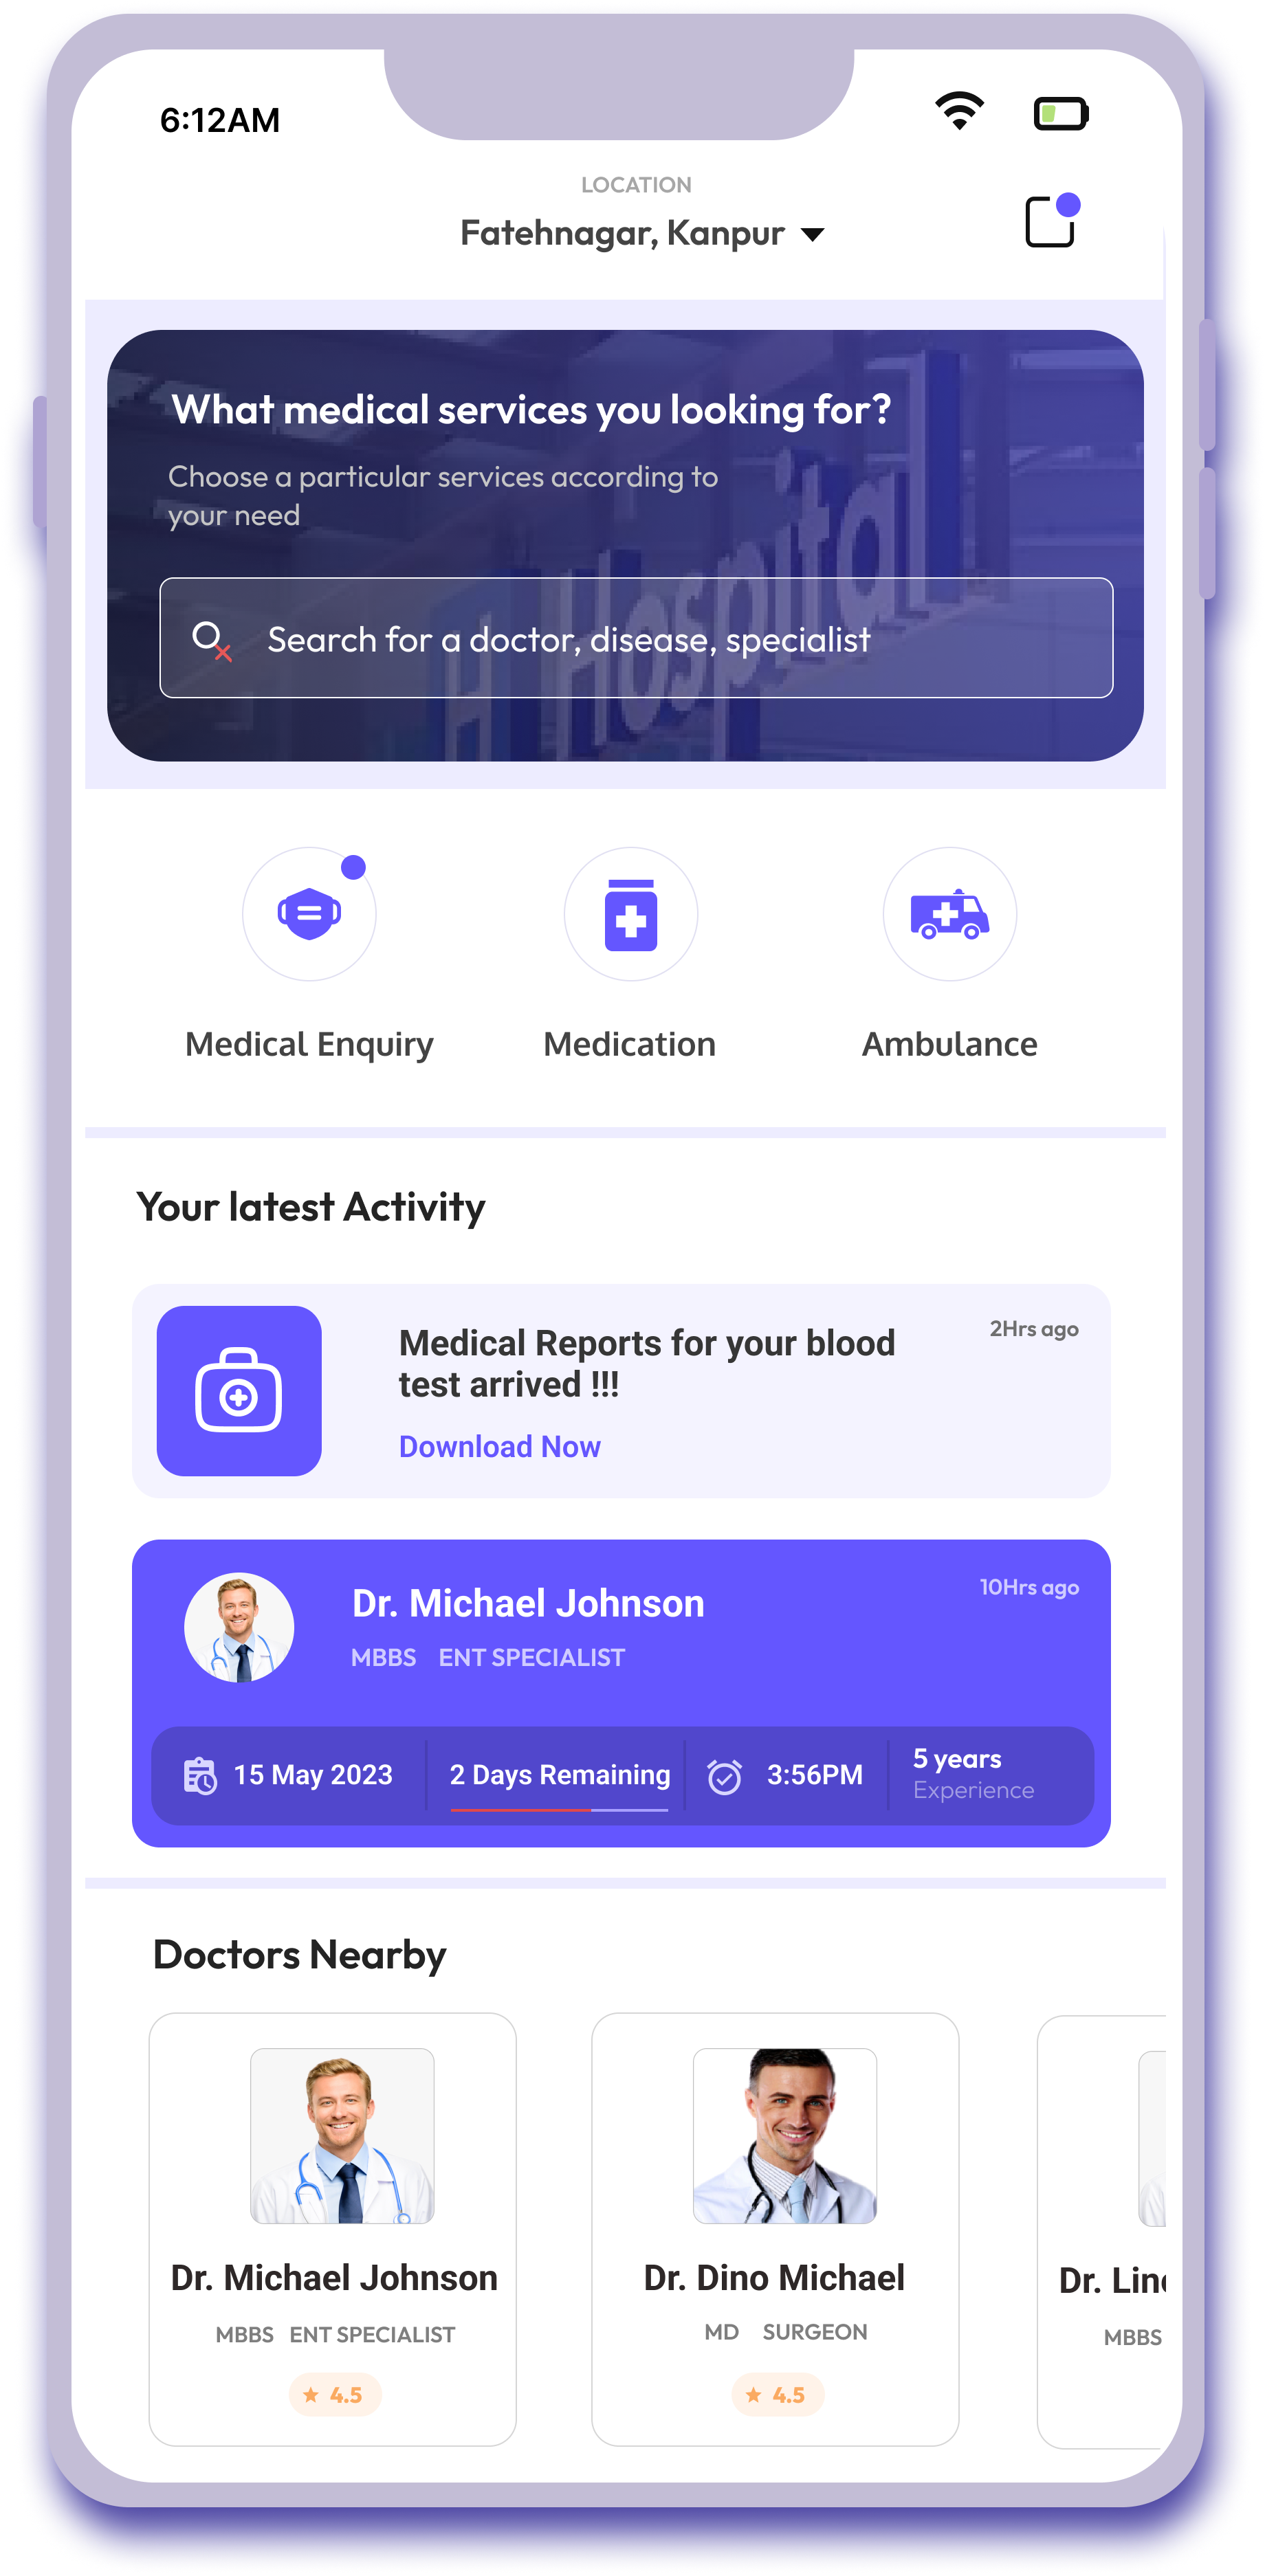 6:12AM
LOCATION
Fatehnagar, Kanpur
What medical services you looking for?
Choose a particular services according to
your need
Hospital
H
Search for a doctor, disease, specialist
Medical Enquiry
Medication
Ambulance
Your latest Activity
Medical Reports for your blood
test arrived !!!
2Hrs ago
Download Now
Dr. Michael Johnson
10Hrs ago
MBBS ENT SPECIALIST
15 May 2023
2 Days Remaining
3:56PM
5 years
Experience
Doctors Nearby
Dr. Michael Johnson
MBBS ENT SPECIALIST
4.5
Dr. Dino Michael
MD SURGEON
4.5
Dr.
MBBS